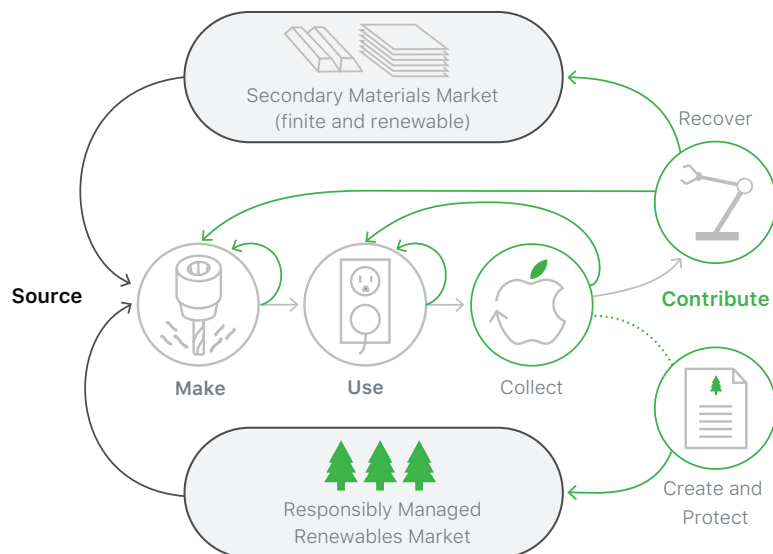 Secondary Materials Market
(finite and renewable)
Recover
Source
Contribute
Make
Use
Collect
Responsibly Managed
Renewables Market
Create and
Protect